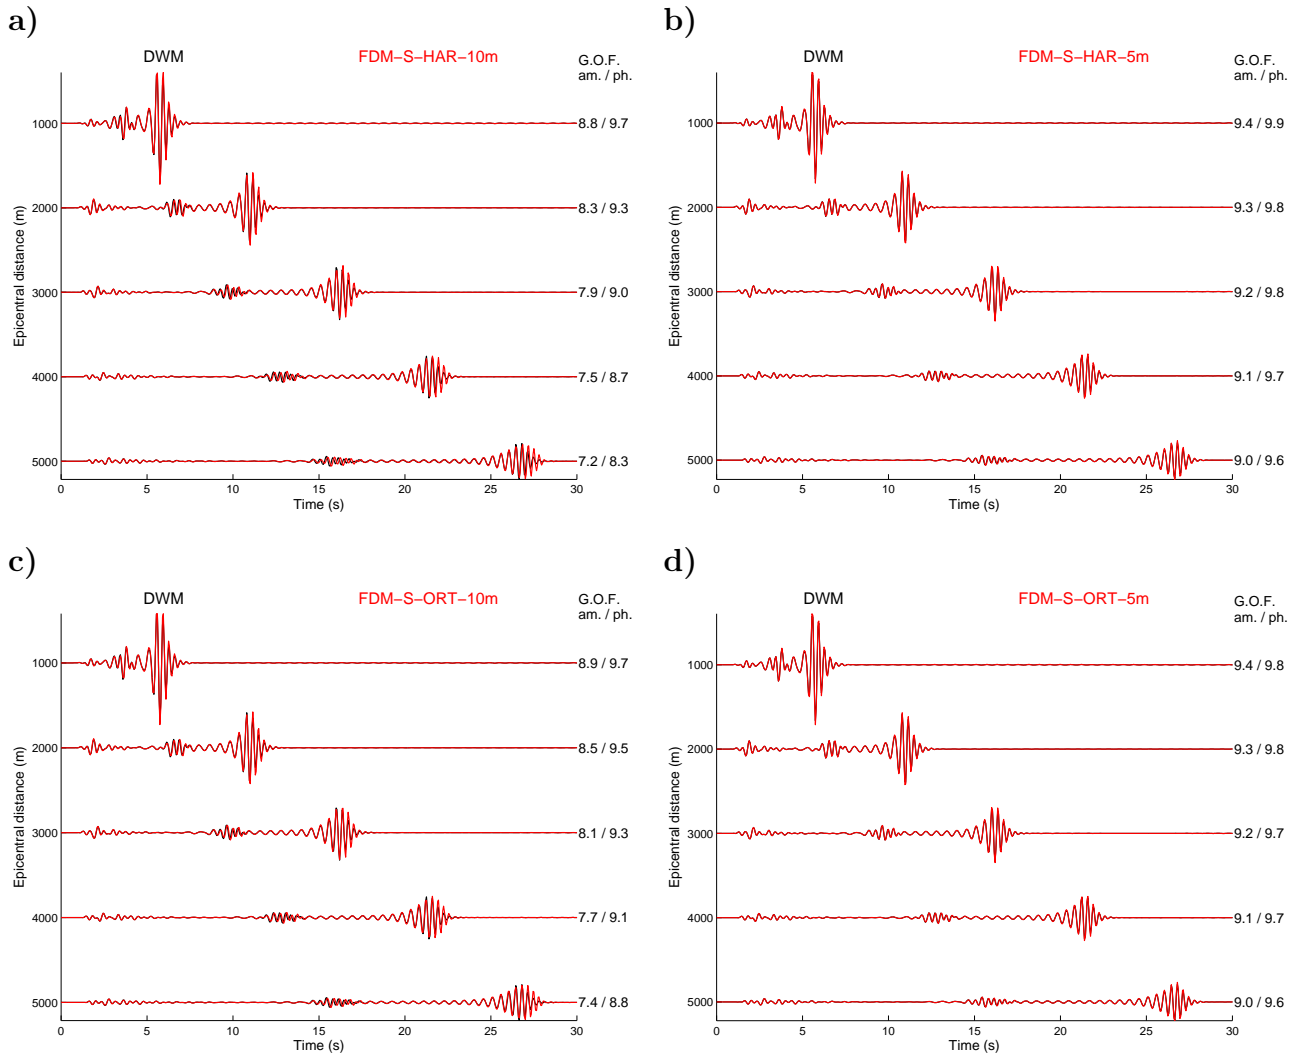 a)
DWM FDM-S-HAR-10m G.O.F.
am. / ph.
1000 8.8 / 9.7
2000 8.3 / 9.3
3000 7.9 / 9.0
4000 7.5 / 8.7
5000 7.2 / 8.3
Epicentral distance (m)
0 5 10 15 20 25 30
Time (s)
b)
DWM FDM-S-HAR-5m G.O.F.
am. / ph.
1000 9.4 / 9.9
2000 9.3 / 9.8
3000 9.2 / 9.8
4000 9.1 / 9.7
5000 9.0 / 9.6
Epicentral distance (m)
0 5 10 15 20 25 30
Time (s)
c)
DWM FDM-S-ORT-10m G.O.F.
am. / ph.
1000 8.9 / 9.7
2000 8.5 / 9.5
3000 8.1 / 9.3
4000 7.7 / 9.1
5000 7.4 / 8.8
Epicentral distance (m)
0 5 10 15 20 25 30
Time (s)
d)
DWM FDM-S-ORT-5m G.O.F.
am. / ph.
1000 9.4 / 9.8
2000 9.3 / 9.8
3000 9.2 / 9.7
4000 9.1 / 9.7
5000 9.0 / 9.6
Epicentral distance (m)
0 5 10 15 20 25 30
Time (s)